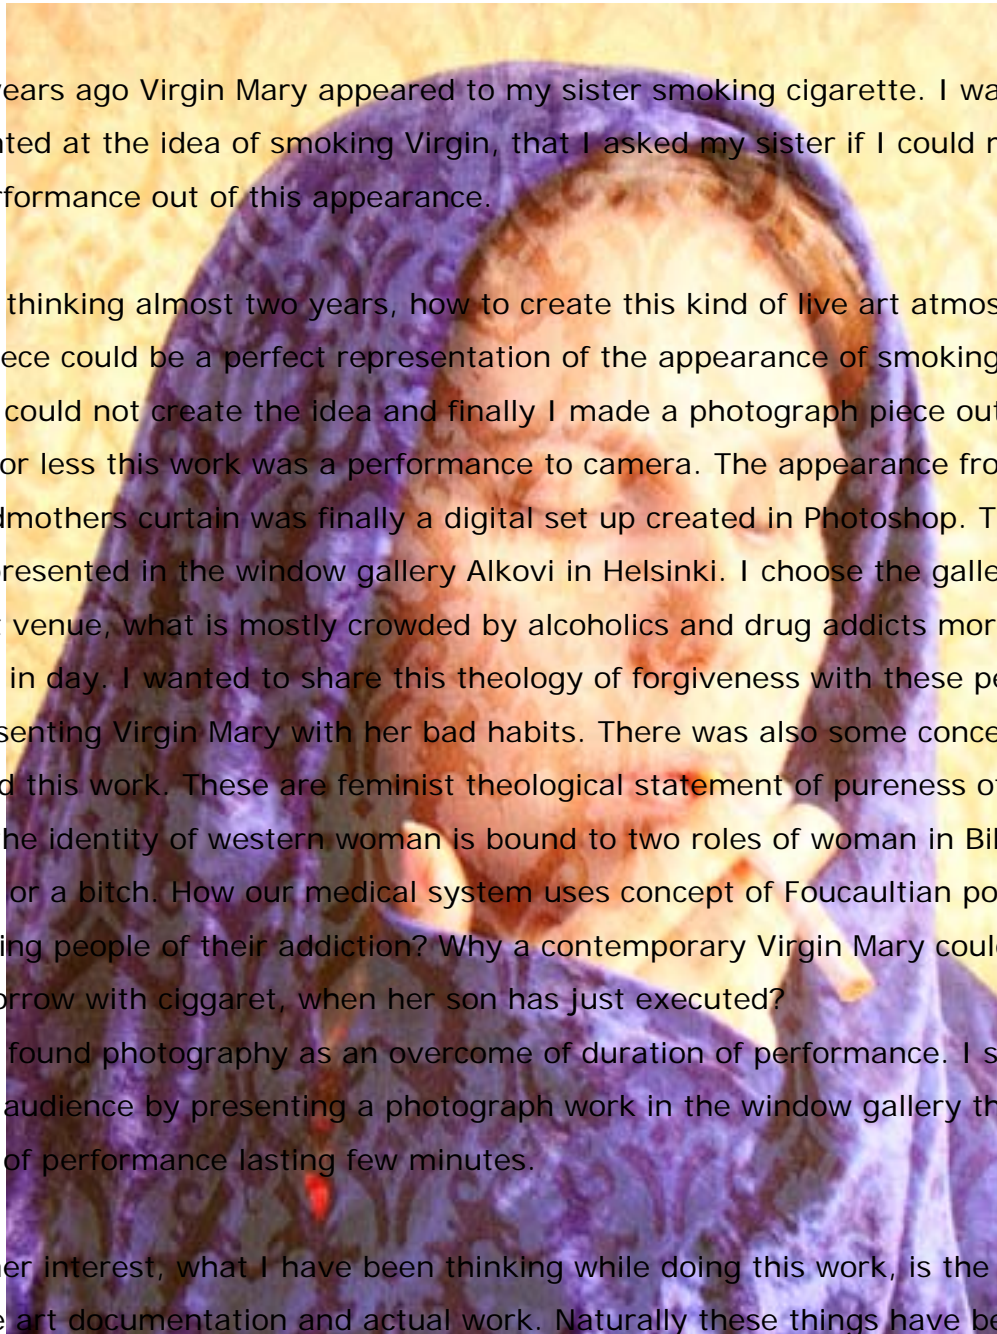 ears ago Virgin Mary appeared to my sister smoking cigarette. I wa
ted at the idea of smoking Virgin, that I asked my sister if I could
rformance out of this appearance.
thinking almost two years, how to create this kind of live art atmos
ece could be a perfect representation of the appearance of smoking
could not create the idea and finally I made a photograph piece out
or less this work was a performance to camera. The appearance fro
dmothers curtain was finally a digital set up created in Photoshop. T
resented in the window gallery Alkovi in Helsinki. I choose the galle
venue, what is mostly crowded by alcoholics and drug addicts mor
in day. I wanted to share this theology of forgiveness with these pe
senting Virgin Mary with her bad habits. There was also some conce
d this work. These are feminist theological statement of pureness of
he identity of western woman is bound to two roles of woman in Bil
or a bitch. How our medical system uses concept of Foucaultian po
ing people of their addiction? Why a contemporary Virgin Mary could
orrow with ciggaret, when her son has just executed?
found photography as an overcome of duration of performance. I s
audience by presenting a photograph work in the window gallery th
of performance lasting few minutes.
er interest, what I have been thinking while doing this work, is the
e art documentation and actual work. Naturally these things have be